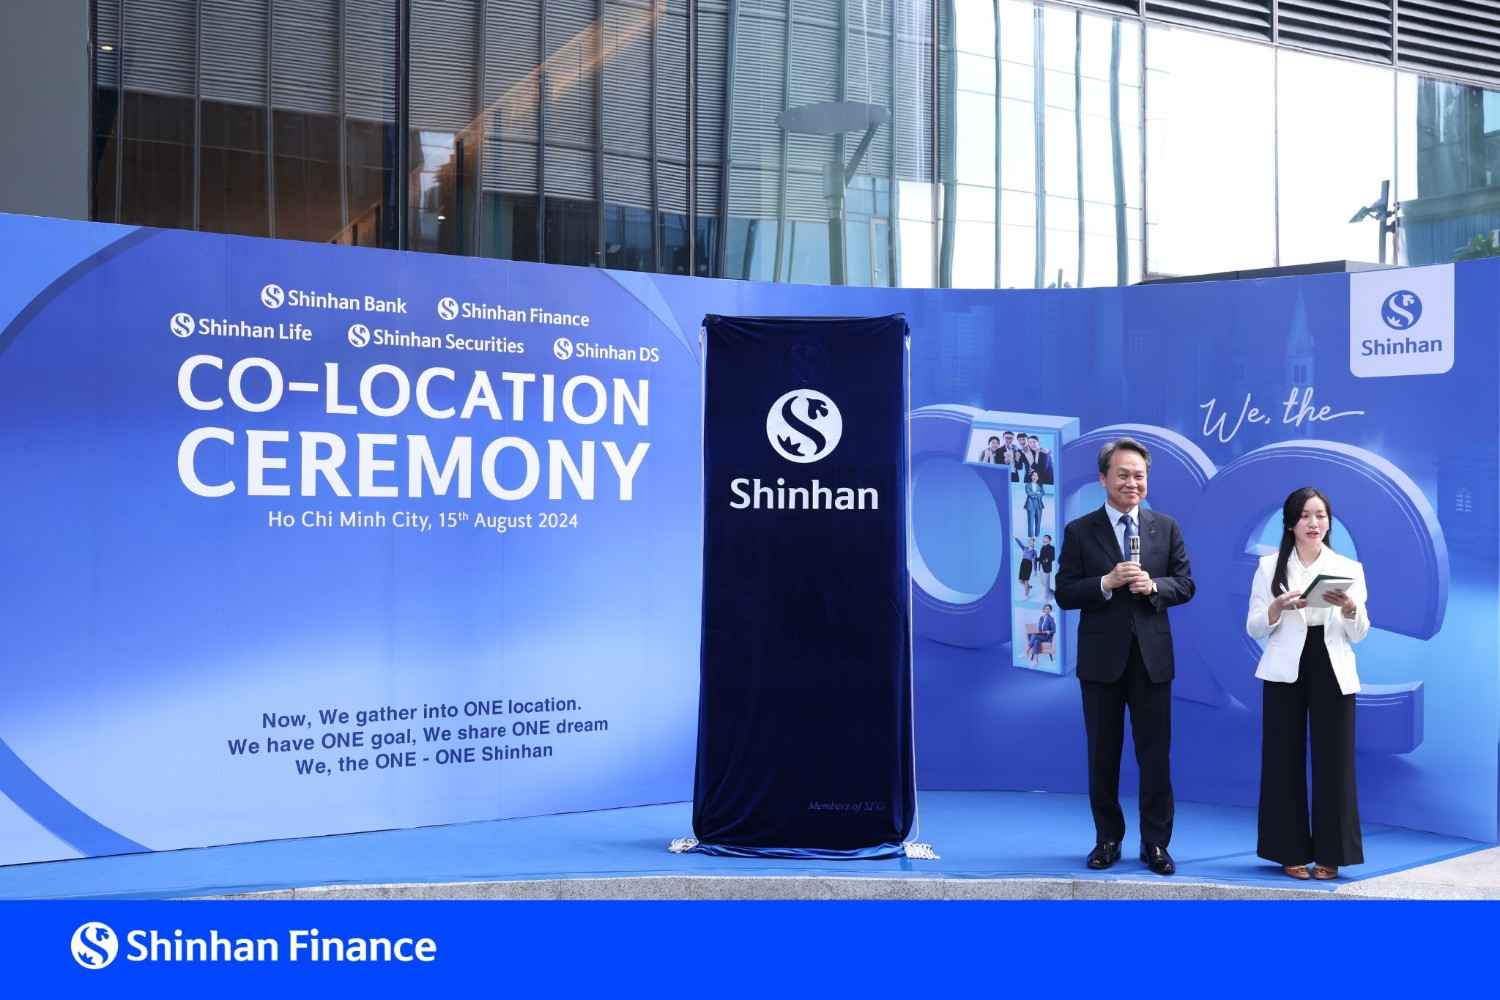 Shinhan Bank
Shinhan Finance
Shinhan Life
Shinhan Securities
Shinhan DS
CO-LOCATION
CEREMONY
Ho Chi Minh City, 15th August 2024
Now, We gather into ONE location.
We have ONE goal, We share ONE dream
We, the ONE - ONE Shinhan
Shinhan
Members of SFG
Shinhan
We, the
one
Shinhan Finance